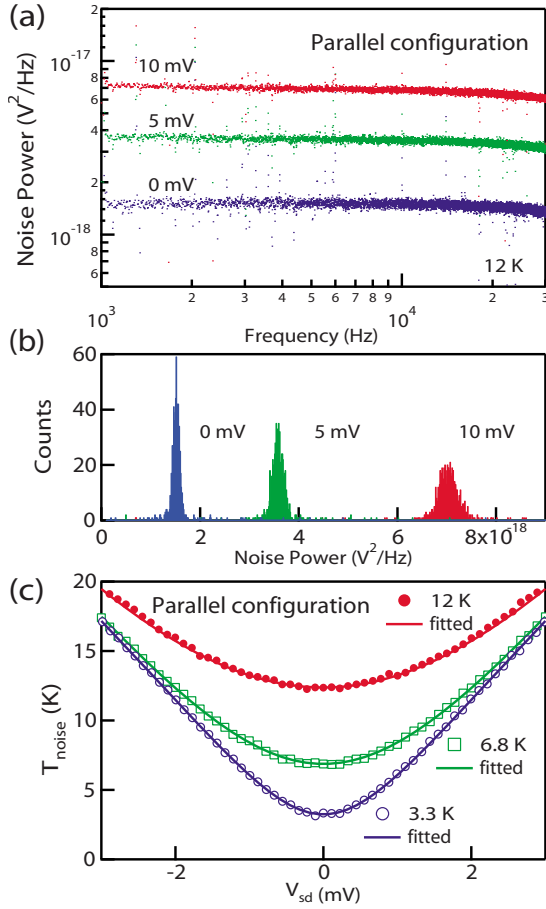 (a)
Parallel configuration
10 mV
5 mV
0 mV
12 K
Noise Power (V²/Hz)
10⁻¹⁷
8
6
4
2
10⁻¹⁸
8
6
10³
2
3
4
5
6
7
8
9
10⁴
2
3
Frequency (Hz)
(b)
60
40
20
0
Counts
0 mV
5 mV
10 mV
0
2
4
6
8x10⁻¹⁸
Noise Power (V²/Hz)
(c)
Parallel configuration
12 K
fitted
6.8 K
fitted
3.3 K
fitted
20
15
10
5
0
T_noise (K)
-2
0
2
V_sd (mV)